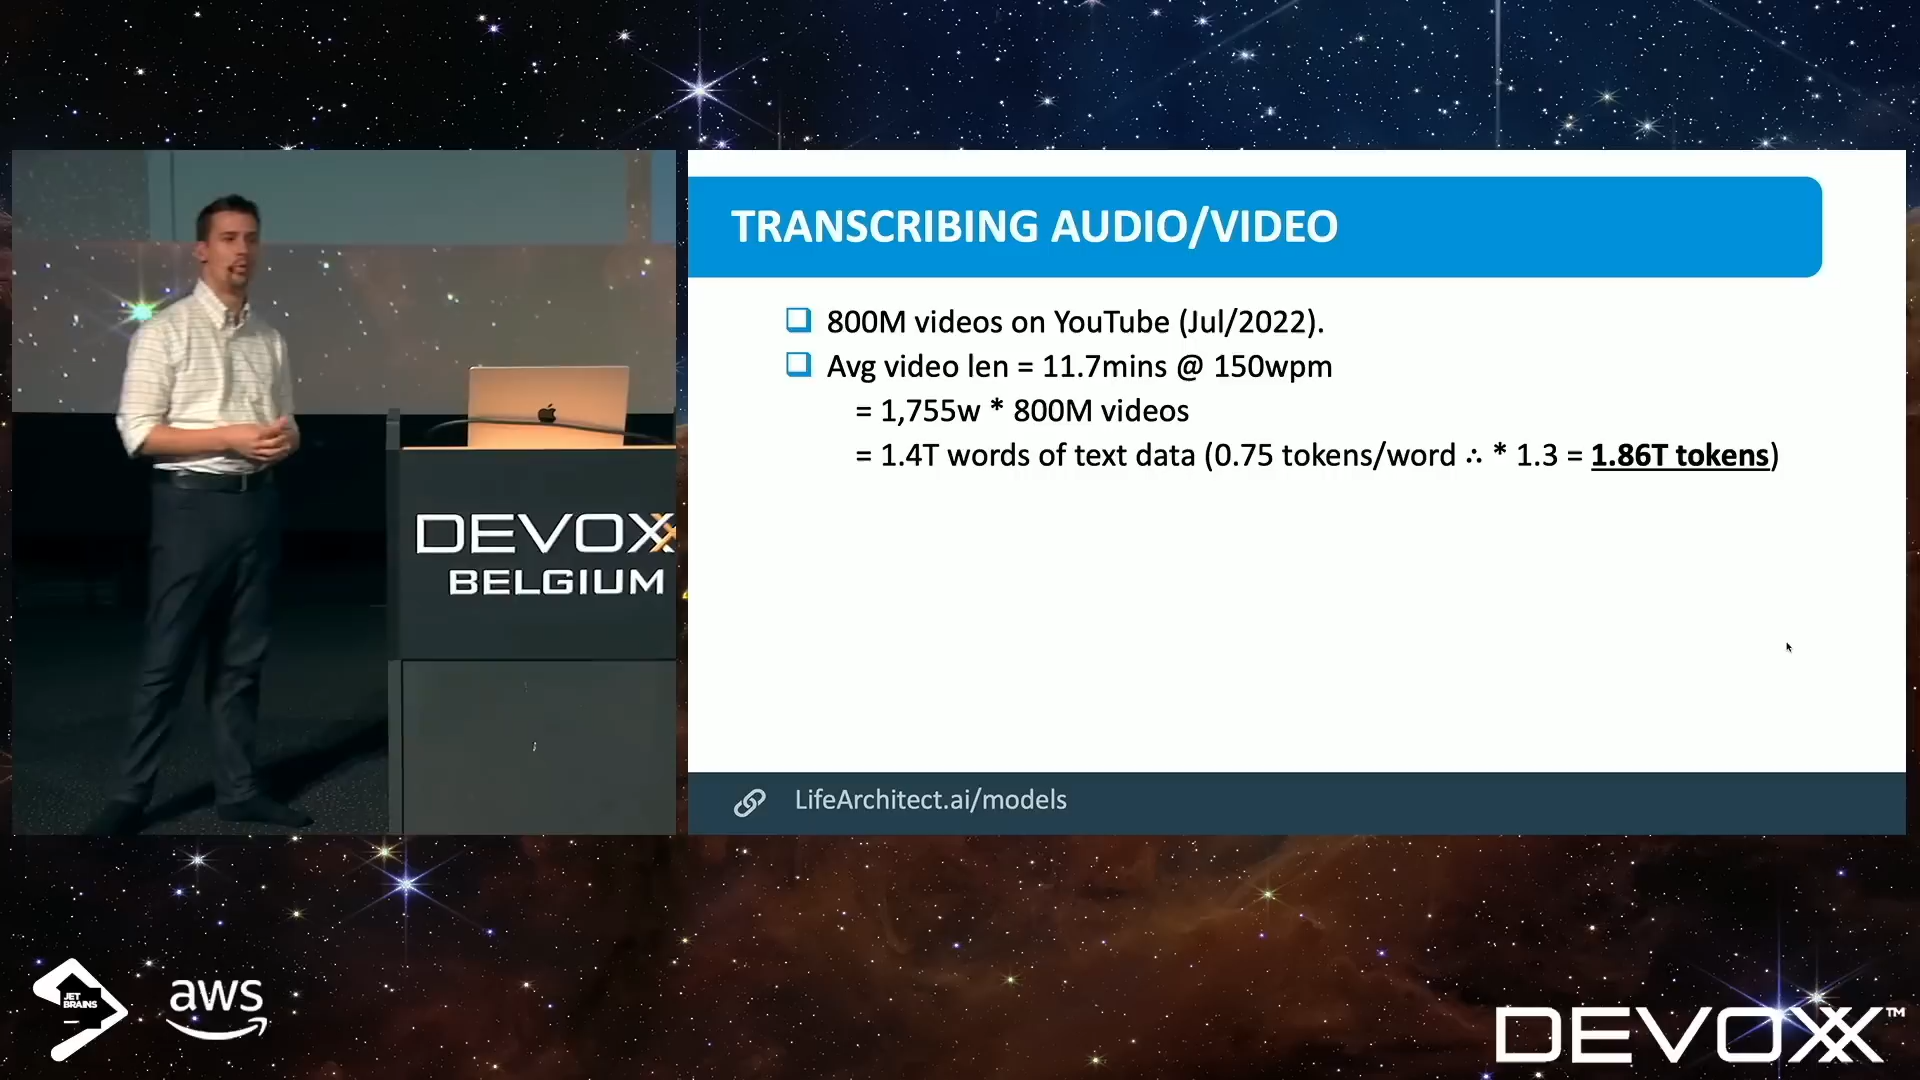 TRANSCRIBING AUDIO/VIDEO
800M videos on YouTube (Jul/2022).
Avg video len = 11.7mins @ 150wpm
= 1,755w * 800M videos
= 1.4T words of text data (0.75 tokens/word ∴ * 1.3 = 1.86T tokens)
LifeArchitect.ai/models
DEVOXX
BELGIUM
JET
BRAINS
aws
DEVOXX™